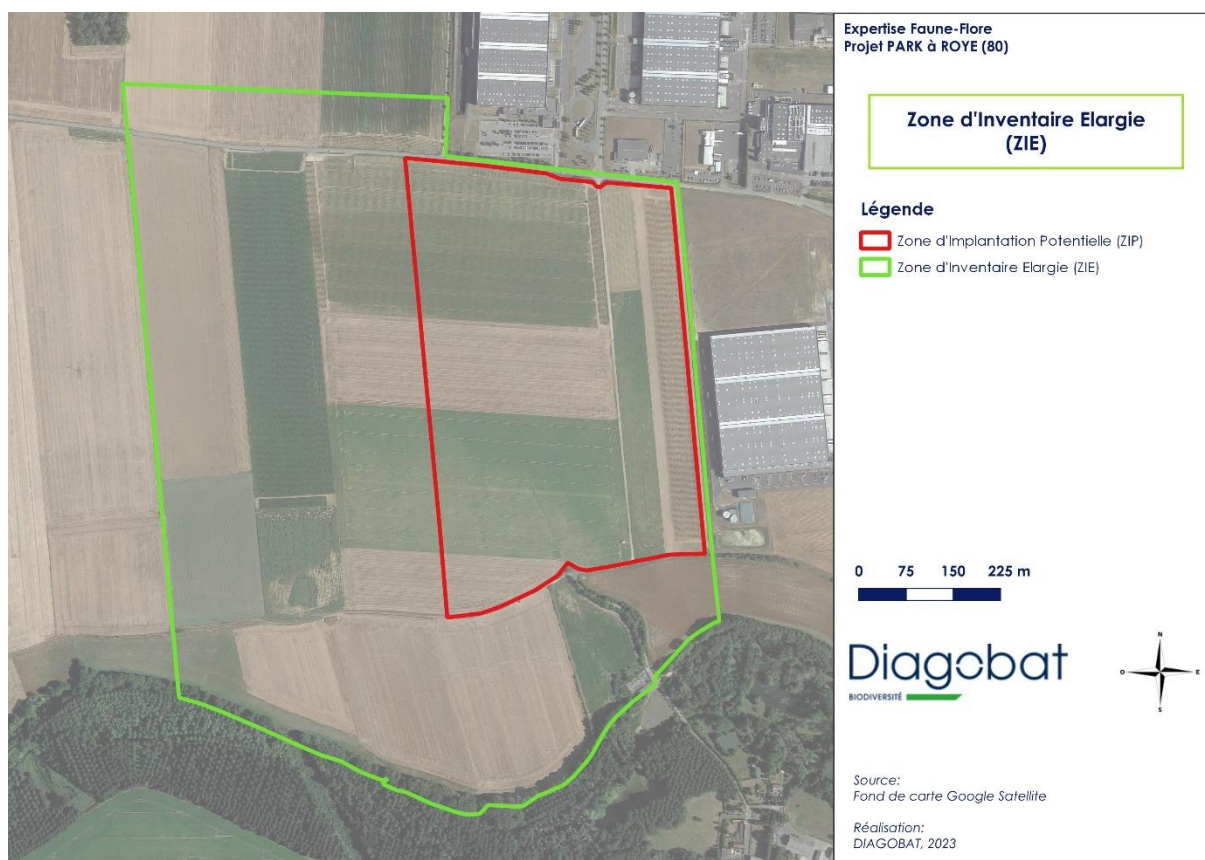 Expertise Faune-Flore
Projet PARK à ROYE (80)
Zone d'Inventaire Elargie
(ZIE)
Légende
Zone d'Implantation Potentielle (ZIP)
Zone d'Inventaire Elargie (ZIE)
0 75 150 225 m
Diagobat
BIODIVERSITÉ
N
O E
S
Source:
Fond de carte Google Satellite
Réalisation:
DIAGOBAT, 2023